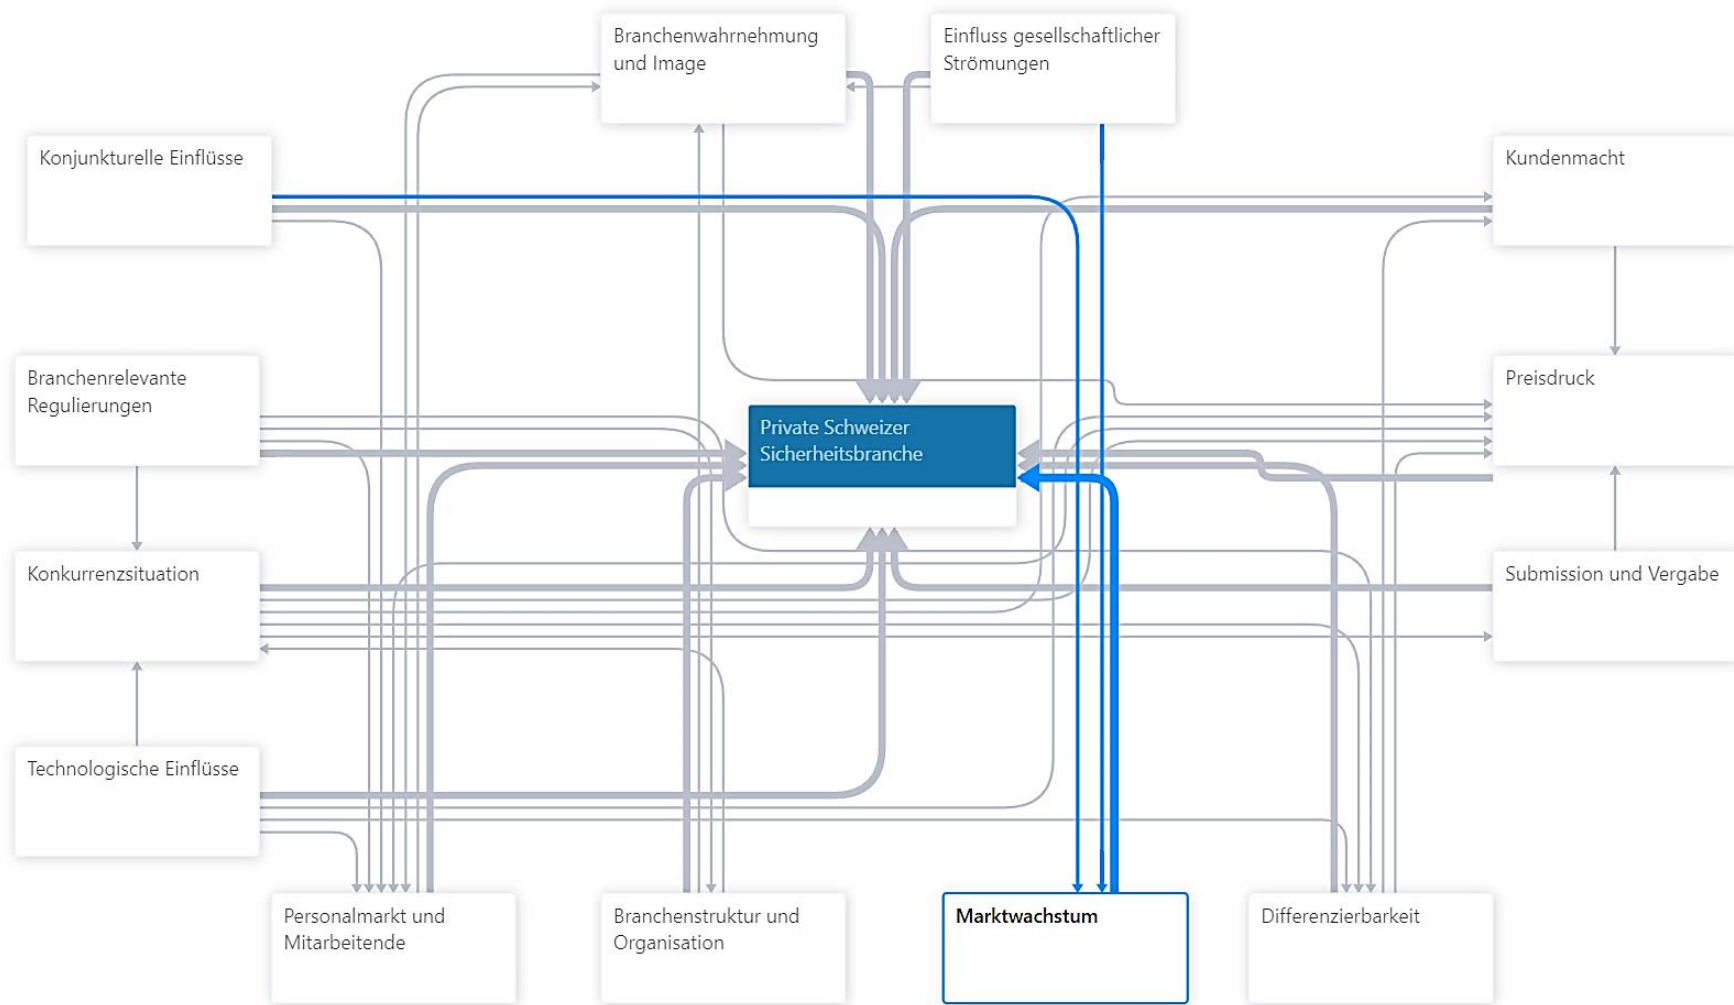 Branchenwahrnehmung
und Image
Einfluss gesellschaftlicher
Strömungen
Konjunkturelle Einflüsse
Kundenmacht
Branchenrelevante
Regulierungen
Preisdruck
Private Schweizer
Sicherheitsbranche
Konkurrenzsituation
Submission und Vergabe
Technologische Einflüsse
Personalmarkt und
Mitarbeitende
Branchenstruktur und
Organisation
Marktwachstum
Differenzierbarkeit